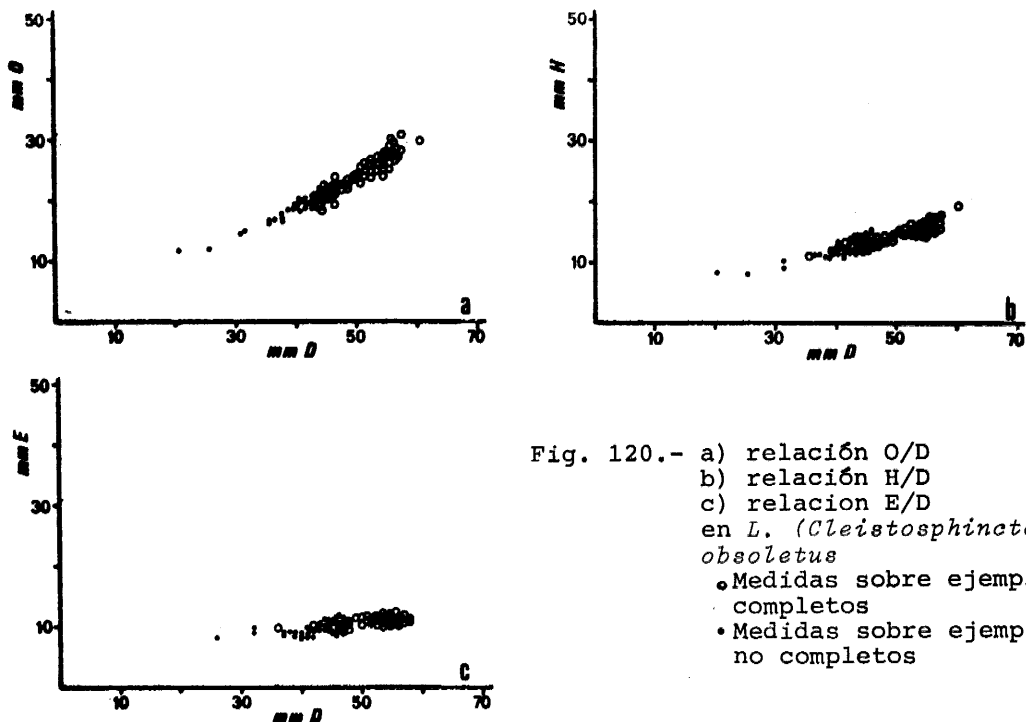 50
30
10
mm O
10
30
50
70
mm D
a
50
30
10
mm H
10
30
50
70
mm D
b
50
30
10
mm E
10
30
50
70
mm D
c
Fig. 120.- a) relación O/D
b) relación H/D
c) relacion E/D
en L. (Cleistosphincte
obsoletus
Medidas sobre ejemp
completos
Medidas sobre ejemp
no completos